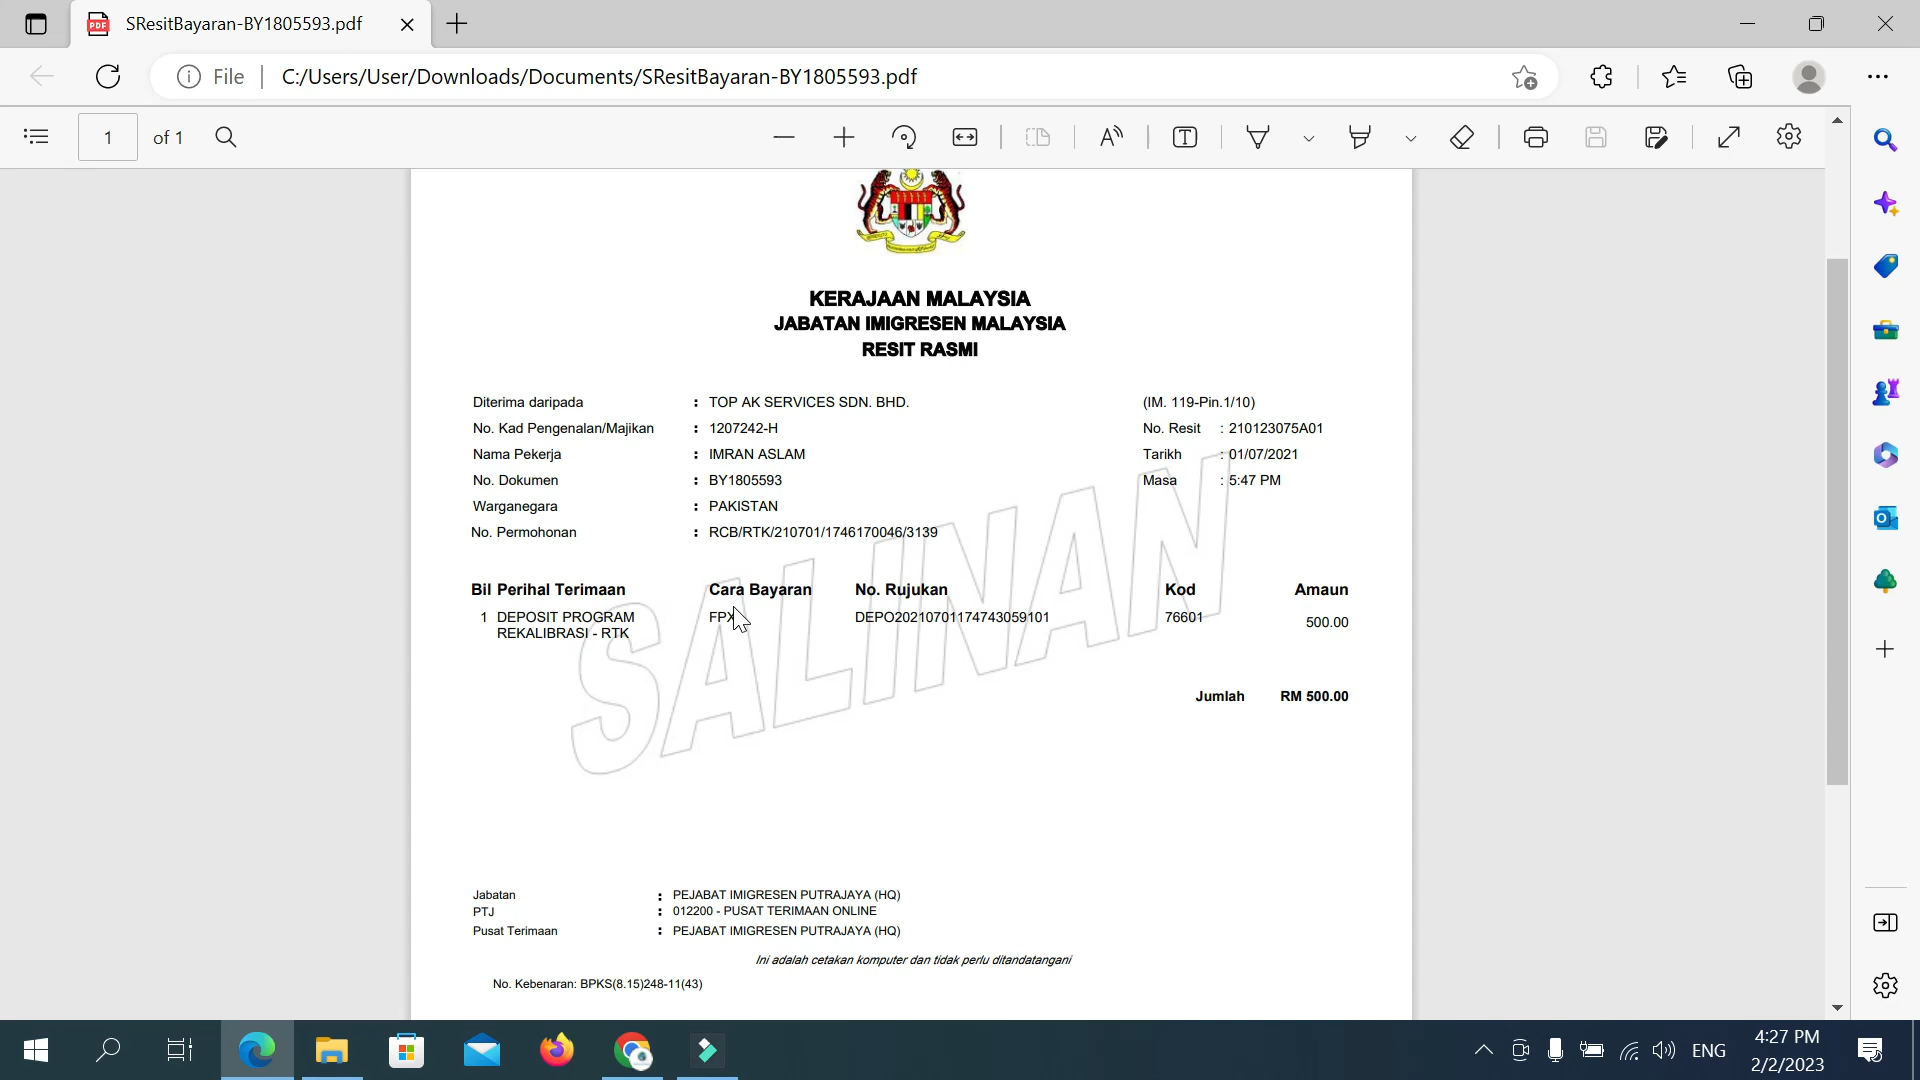 SResitBayaran-BY1805593.pdf
File
C:/Users/User/Downloads/Documents/SResitBayaran-BY1805593.pdf
1 of 1
KERAJAAN MALAYSIA
JABATAN IMIGRESEN MALAYSIA
RESIT RASMI
Diterima daripada : TOP AK SERVICES SDN. BHD. (IM. 119-Pin.1/10)
No. Kad Pengenalan/Majikan : 1207242-H No. Resit : 210123075A01
Nama Pekerja : IMRAN ASLAM Tarikh : 01/07/2021
No. Dokumen : BY1805593 Masa : 5:47 PM
Warganegara : PAKISTAN
No. Permohonan : RCB/RTK/210701/1746170046/3139
Bil Perihal Terimaan Cara Bayaran No. Rujukan Kod Amaun
1 DEPOSIT PROGRAM FPX DEPO20210701174743059101 76601 500.00
REKALIBRASI - RTK
SALINAN
Jumlah RM 500.00
Jabatan : PEJABAT IMIGRESEN PUTRAJAYA (HQ)
PTJ : 012200 - PUSAT TERIMAAN ONLINE
Pusat Terimaan : PEJABAT IMIGRESEN PUTRAJAYA (HQ)
Ini adalah cetakan komputer dan tidak perlu ditandatangani
No. Kebenaran: BPKS(8.15)248-11(43)
ENG
4:27 PM
2/2/2023